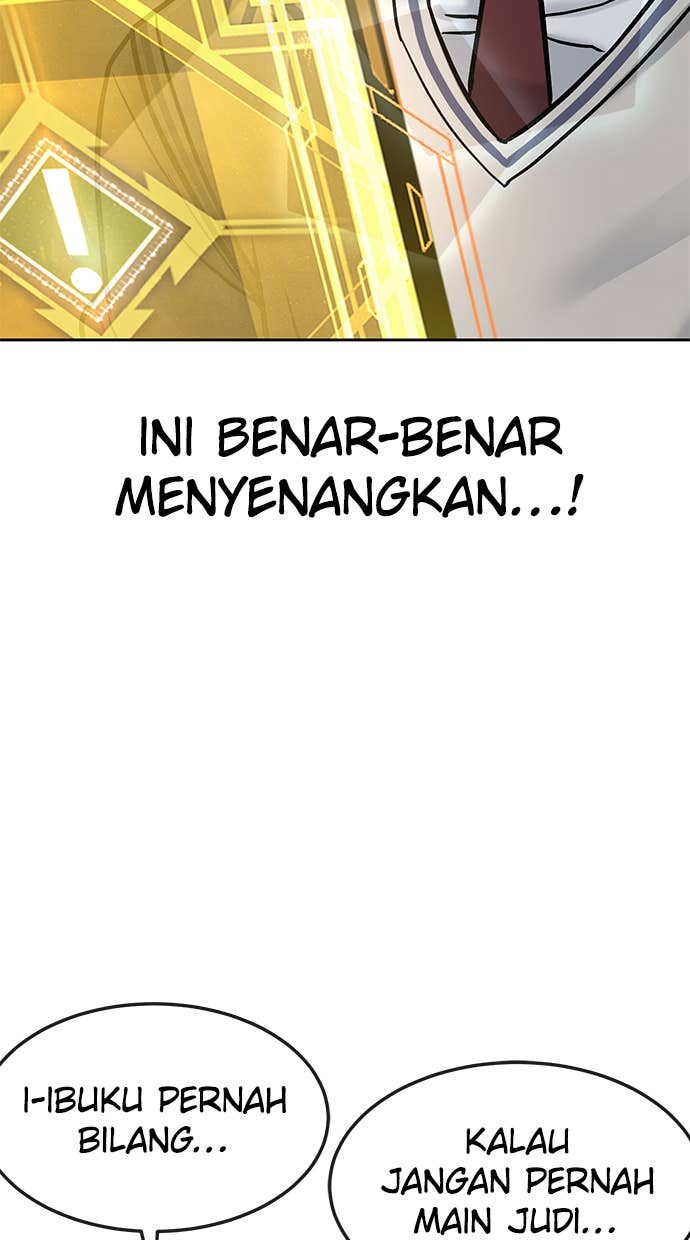 !
INI BENAR-BENAR
MENYENANGKAN...!
I-IBUKU PERNAH
BILANG...
KALAU
JANGAN PERNAH
MAIN JUDI...